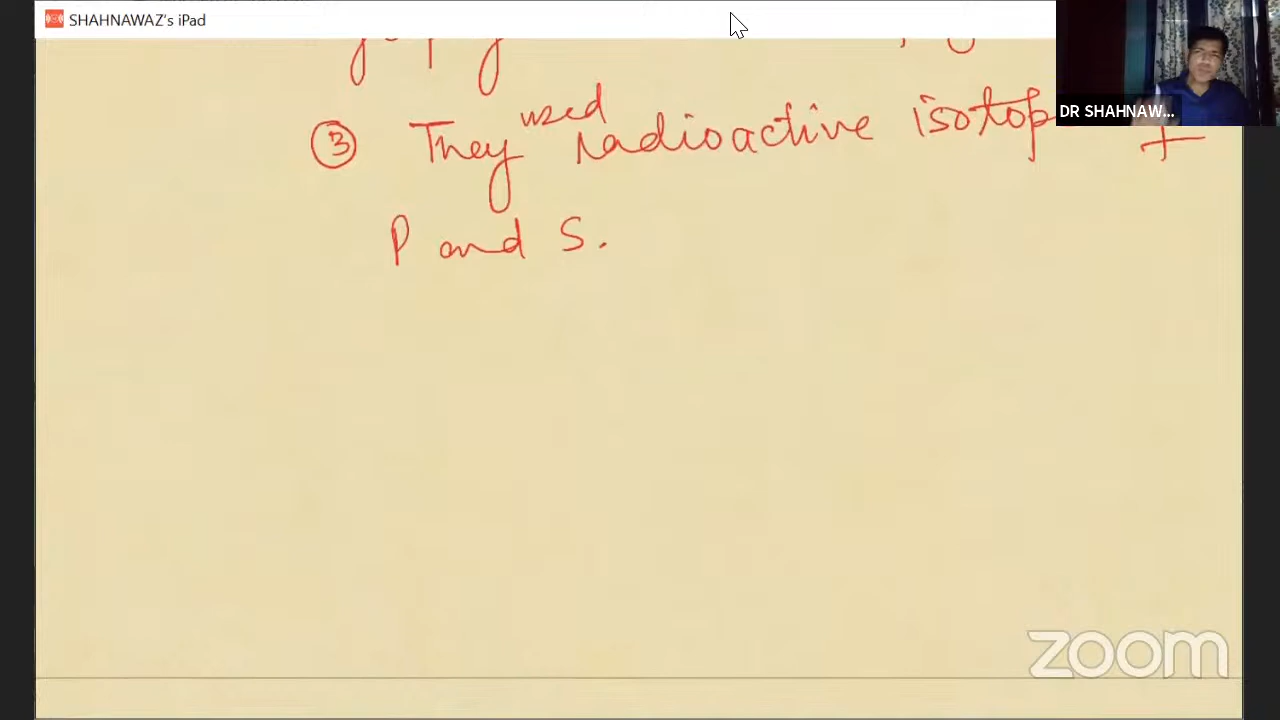 SHAHNAWAZ's iPad
DR SHAHNAW...
③ They used radioactive isotop
P and S.
zoom